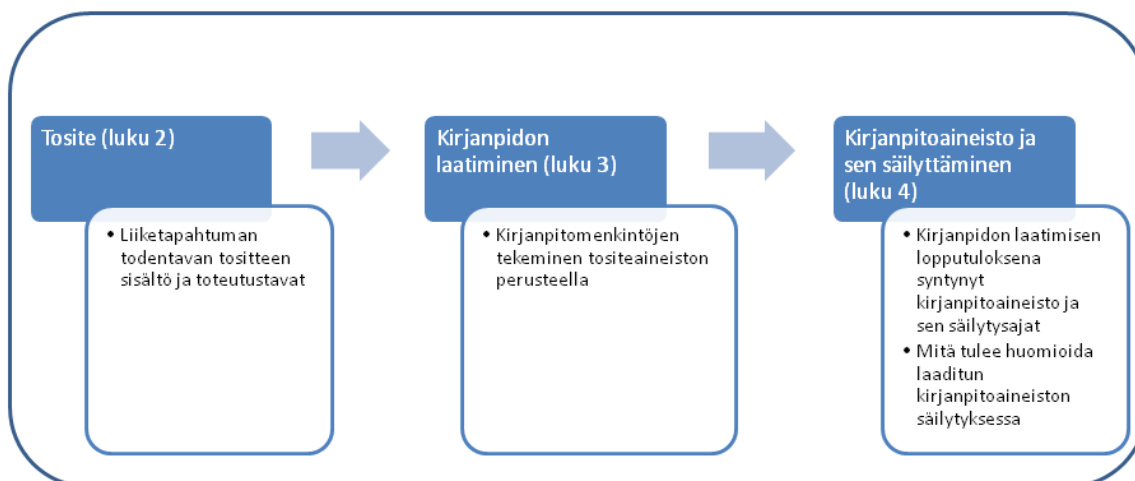 Tosite (luku 2)
• Liiketapahtuman
todentavan tositteen
sisältö ja toteutustavat
Kirjanpidon
laatiminen (luku 3)
• Kirjanpitomenkintöjen
tekeminen tositeaineiston
perusteella
Kirjanpitoaineisto ja
sen säilyttäminen
(luku 4)
• Kirjanpidon laatimisen
lopputuloksena
syntynyt
kirjanpitoaineisto ja
sen säilytysajat
• Mitä tulee huomioida
laaditun
kirjanpitoaineiston
säilytyksessa